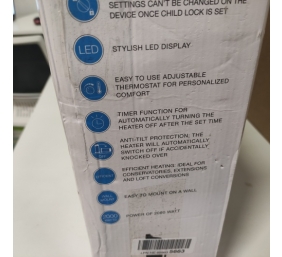 SETTINGS CAN'T BE CHANGED ON THE
DEVICE ONCE CHILD LOCK IS SET
LED
STYLISH LED DISPLAY
EASY TO USE ADJUSTABLE
THERMOSTAT FOR PERSONALIZED
COMFORT
TIMER FUNCTION FOR
AUTOMATICALLY TURNING THE
HEATER OFF AFTER THE SET TIME
ANTI-TILT PROTECTION, THE
HEATER WILL AUTOMATICALLY
SWITCH OFF IF ACCIDENTALLY
KNOCKED OVER
EFFICIENT HEATING: IDEAL FOR
CONSERVATORIES, EXTENSIONS
AND LOFT CONVERSIONS
EASY TO MOUNT ON A WALL
POWER OF 2000 WATT